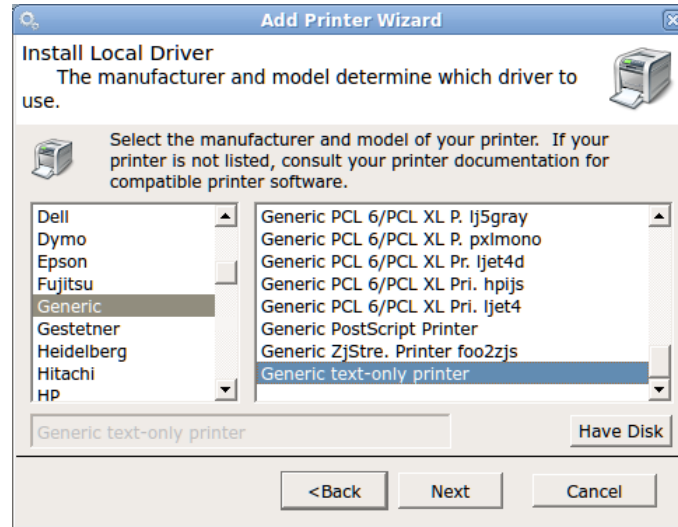 Add Printer Wizard
Install Local Driver
The manufacturer and model determine which driver to
use.
Select the manufacturer and model of your printer. If your
printer is not listed, consult your printer documentation for
compatible printer software.
Dell
Dymo
Epson
Fujitsu
Generic
Gestetner
Heidelberg
Hitachi
HP
Generic PCL 6/PCL XL P. lj5gray
Generic PCL 6/PCL XL P. pxlmono
Generic PCL 6/PCL XL Pr. ljet4d
Generic PCL 6/PCL XL Pri. hpijs
Generic PCL 6/PCL XL Pri. ljet4
Generic PostScript Printer
Generic ZjStre. Printer foo2zjs
Generic text-only printer
Generic text-only printer
Have Disk
<Back
Next
Cancel